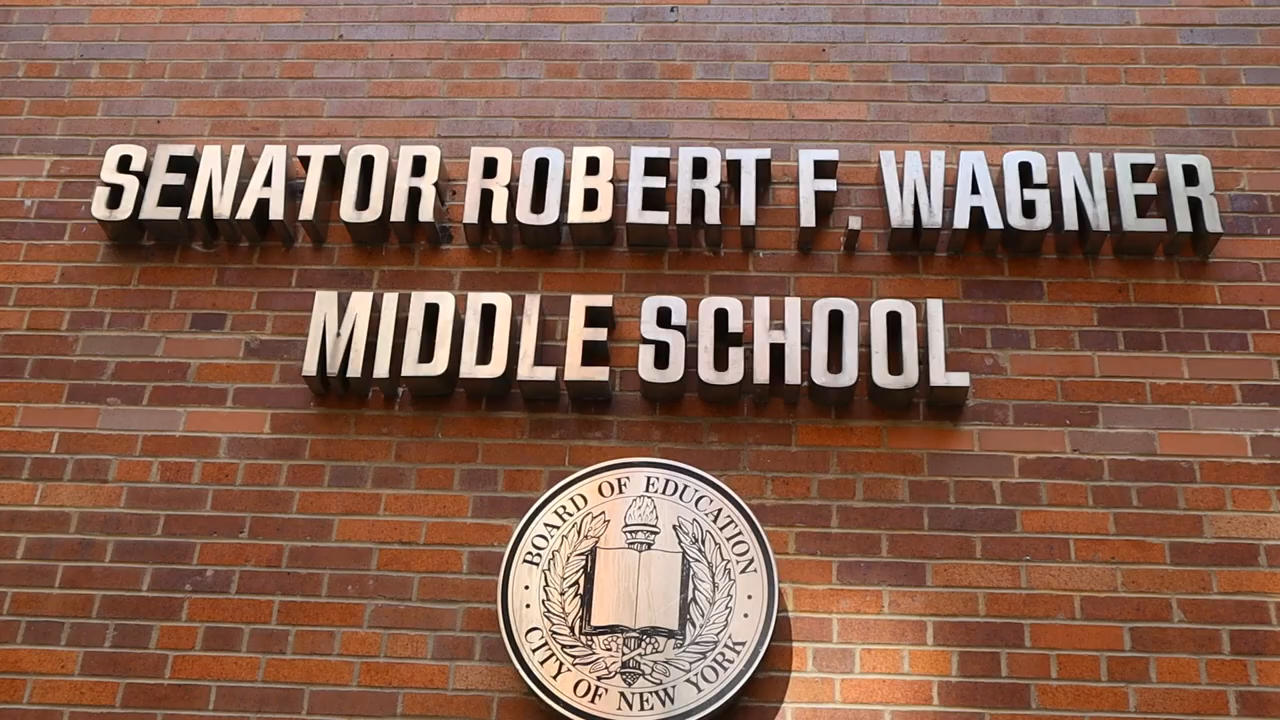 SENATOR ROBERT F. WAGNER
MIDDLE SCHOOL
BOARD OF EDUCATION
CITY OF NEW YORK